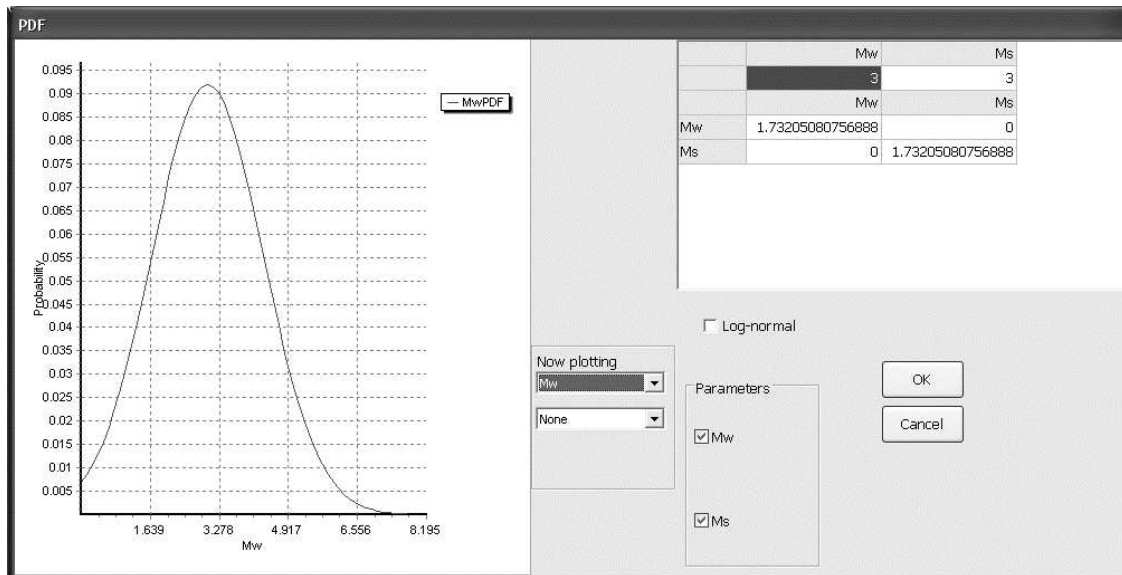 PDF
0.095
0.09
0.085
0.08
0.075
0.07
0.065
0.06
0.055
0.05
0.045
0.04
0.035
0.03
0.025
0.02
0.015
0.01
0.005
Probability
1.639 3.278 4.917 6.556 8.195
Mw
MwPDF
Mw Ms
3 3
Mw Ms
Mw 1.73205080756888 0
Ms 0 1.73205080756888
Log-normal
Now plotting
Mw
None
Parameters
Mw
Ms
OK
Cancel